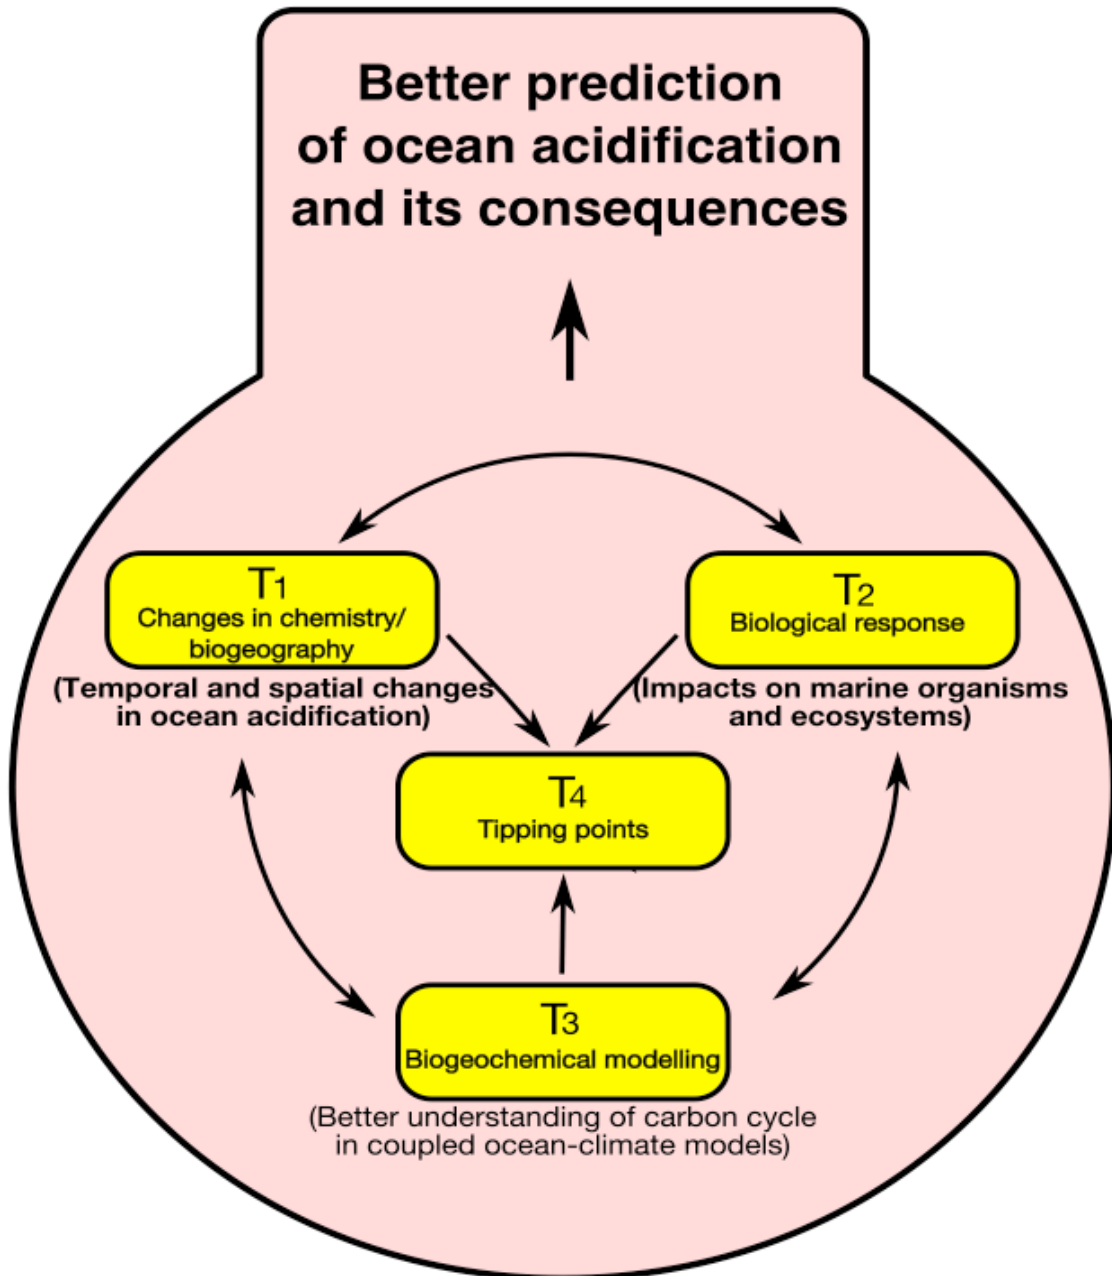 Better prediction
of ocean acidification
and its consequences
T1
Changes in chemistry/
biogeography
(Temporal and spatial changes
in ocean acidification)
T2
Biological response
(Impacts on marine organisms
and ecosystems)
T4
Tipping points
T3
Biogeochemical modelling
(Better understanding of carbon cycle
in coupled ocean-climate models)